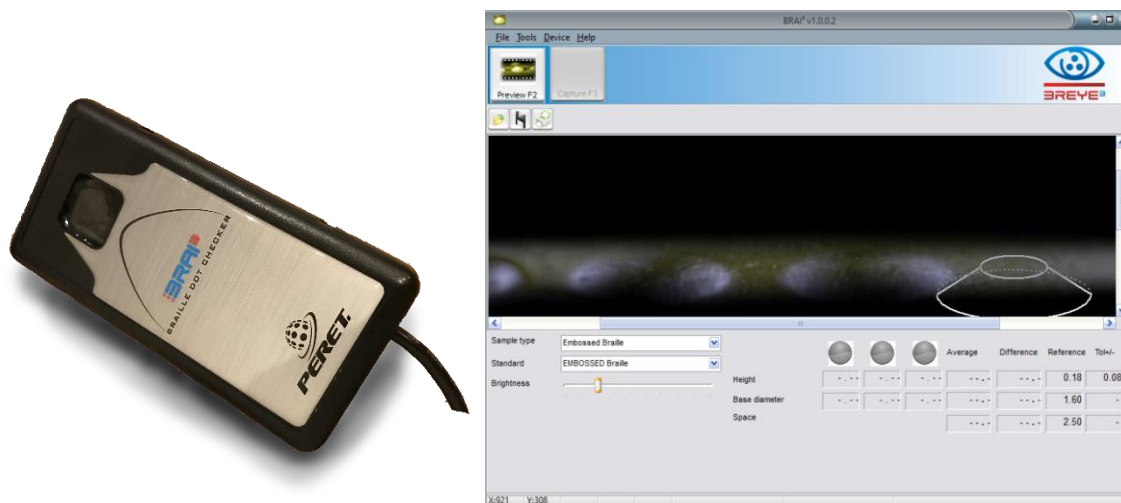 BRAI³
BRAILLE DOT CHECKER
PERET.
BRAI³ v1.0.0.2
File Tools Device Help
Preview F2
Capture F3
BREYE³
Sample type
Embossed Braille
Standard
EMBOSSED Braille
Brightness
Average Difference Reference Tol+/-
Height -.-- -.-- -.-- --.- --.- 0.18 0.08
Base diameter -.-- -.-- -.-- --.- --.- 1.60 -
Space --.- --.- 2.50 -
X:921 Y:308